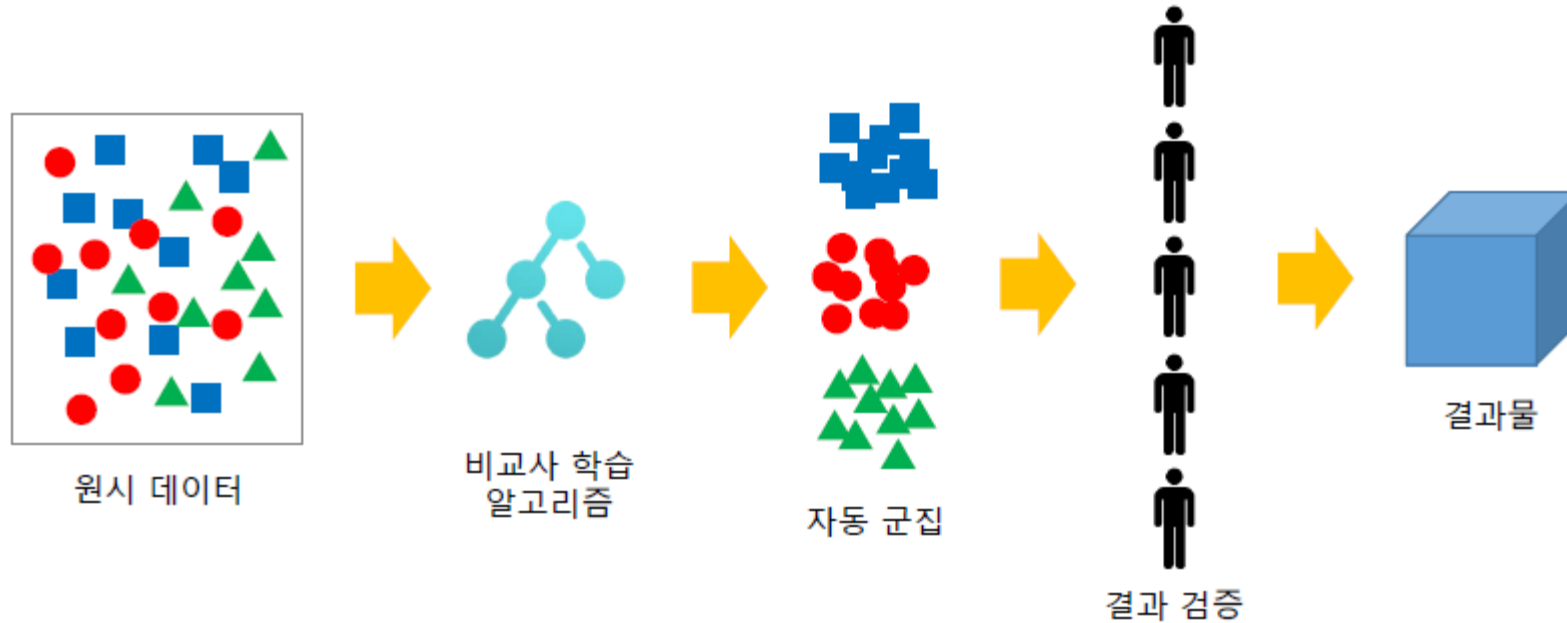 원시 데이터
비교사 학습
알고리즘
자동 군집
결과 검증
결과물